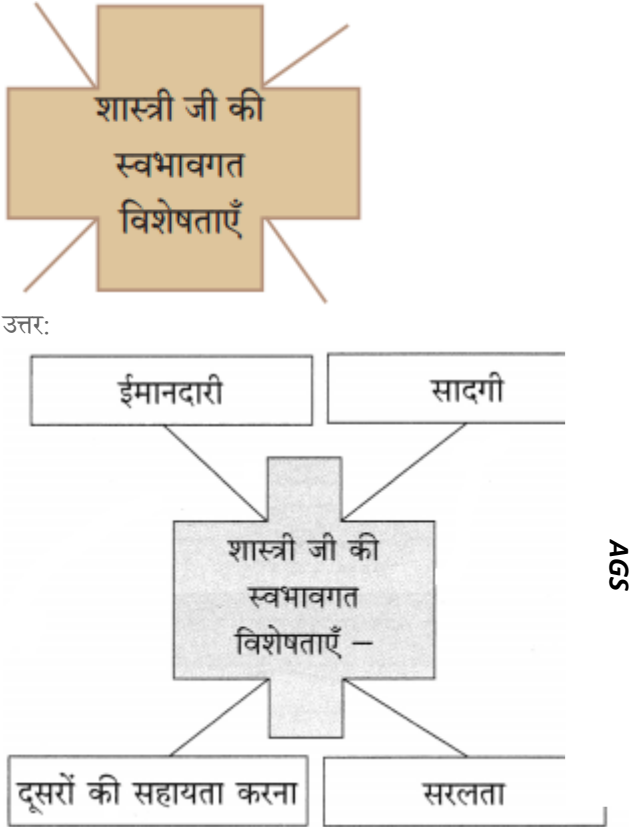 शास्त्री जी की
स्वभावगत
विशेषताएँ
उत्तर:
ईमानदारी
सादगी
शास्त्री जी की
स्वभावगत
विशेषताएँ –
दूसरों की सहायता करना
सरलता
AGS